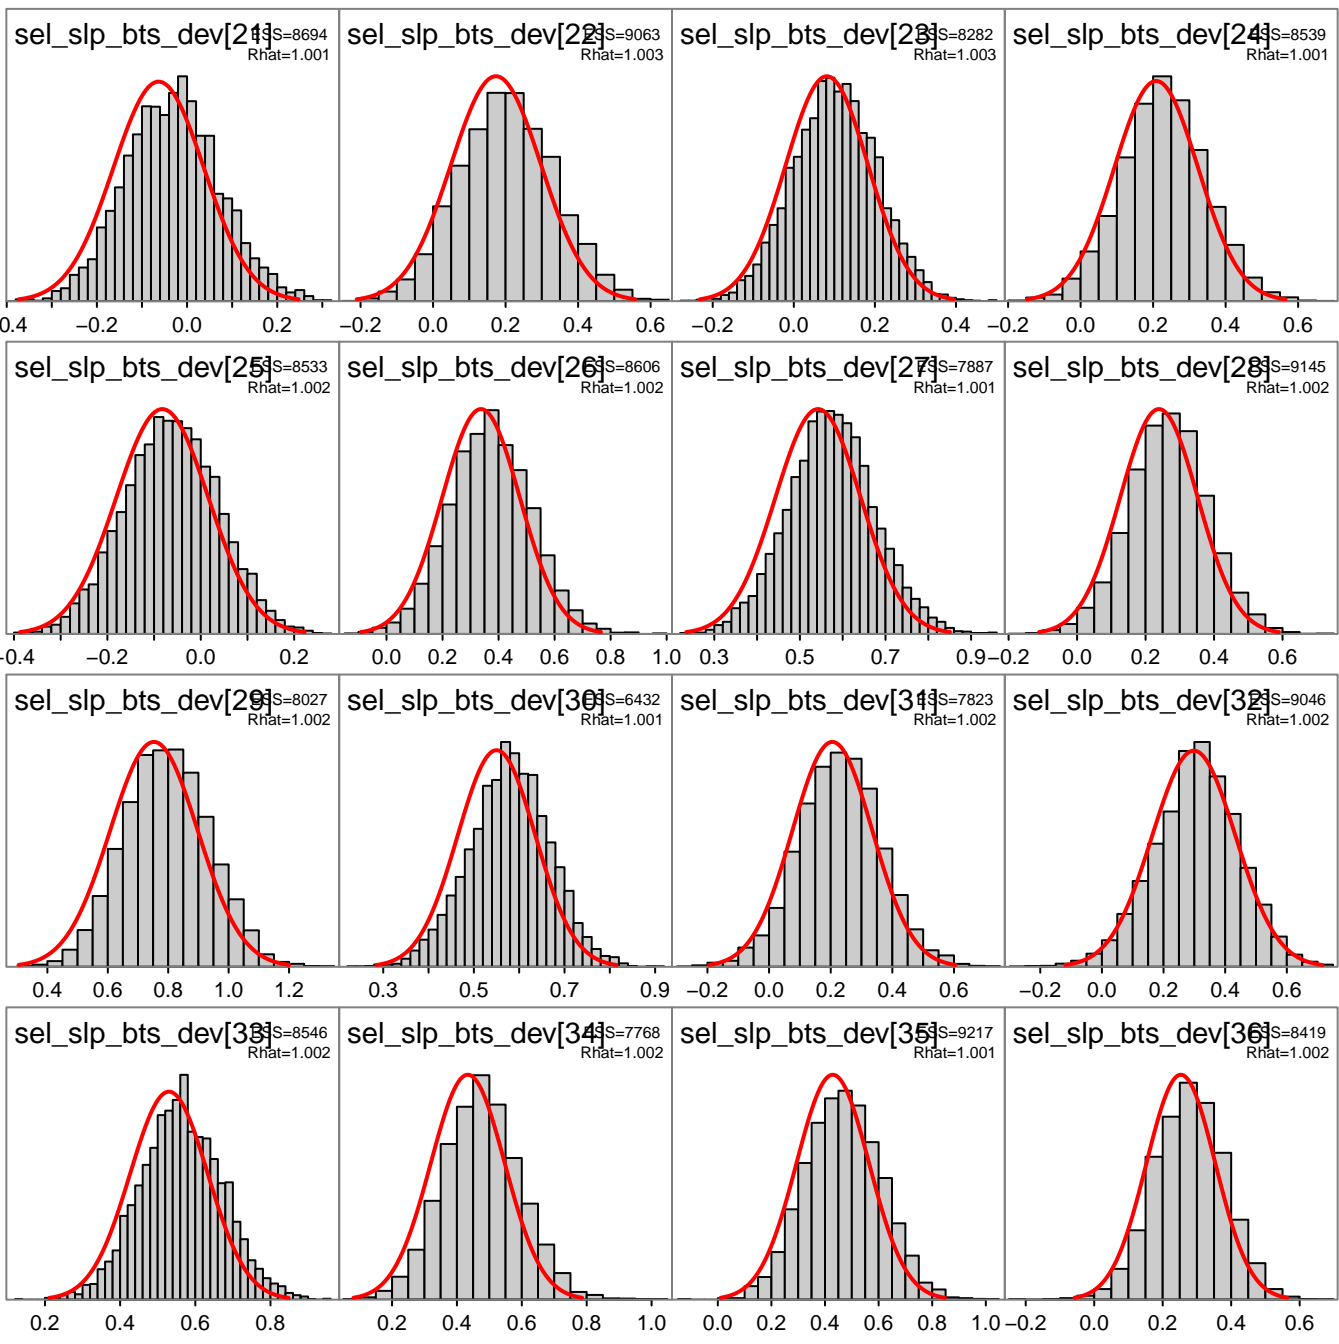 sel_slp_bts_dev[21] ESS=8694
Rhat=1.001
sel_slp_bts_dev[22] ESS=9063
Rhat=1.003
sel_slp_bts_dev[23] ESS=8282
Rhat=1.003
sel_slp_bts_dev[24] ESS=8539
Rhat=1.001
0.4 −0.2 0.0 0.2
−0.2 0.0 0.2 0.4 0.6
−0.2 0.0 0.2 0.4
−0.2 0.0 0.2 0.4 0.6
sel_slp_bts_dev[25] ESS=8533
Rhat=1.002
sel_slp_bts_dev[26] ESS=8606
Rhat=1.002
sel_slp_bts_dev[27] ESS=7887
Rhat=1.001
sel_slp_bts_dev[28] ESS=9145
Rhat=1.002
−0.4 −0.2 0.0 0.2
0.0 0.2 0.4 0.6 0.8 1.0
0.3 0.5 0.7 0.9
−0.2 0.0 0.2 0.4 0.6
sel_slp_bts_dev[29] ESS=8027
Rhat=1.002
sel_slp_bts_dev[30] ESS=6432
Rhat=1.001
sel_slp_bts_dev[31] ESS=7823
Rhat=1.002
sel_slp_bts_dev[32] ESS=9046
Rhat=1.002
0.4 0.6 0.8 1.0 1.2
0.3 0.5 0.7 0.9
−0.2 0.0 0.2 0.4 0.6
−0.2 0.0 0.2 0.4 0.6
sel_slp_bts_dev[33] ESS=8546
Rhat=1.002
sel_slp_bts_dev[34] ESS=7768
Rhat=1.002
sel_slp_bts_dev[35] ESS=9217
Rhat=1.001
sel_slp_bts_dev[36] ESS=8419
Rhat=1.002
0.2 0.4 0.6 0.8
0.2 0.4 0.6 0.8 1.0
0.0 0.2 0.4 0.6 0.8 1.0
−0.2 0.0 0.2 0.4 0.6